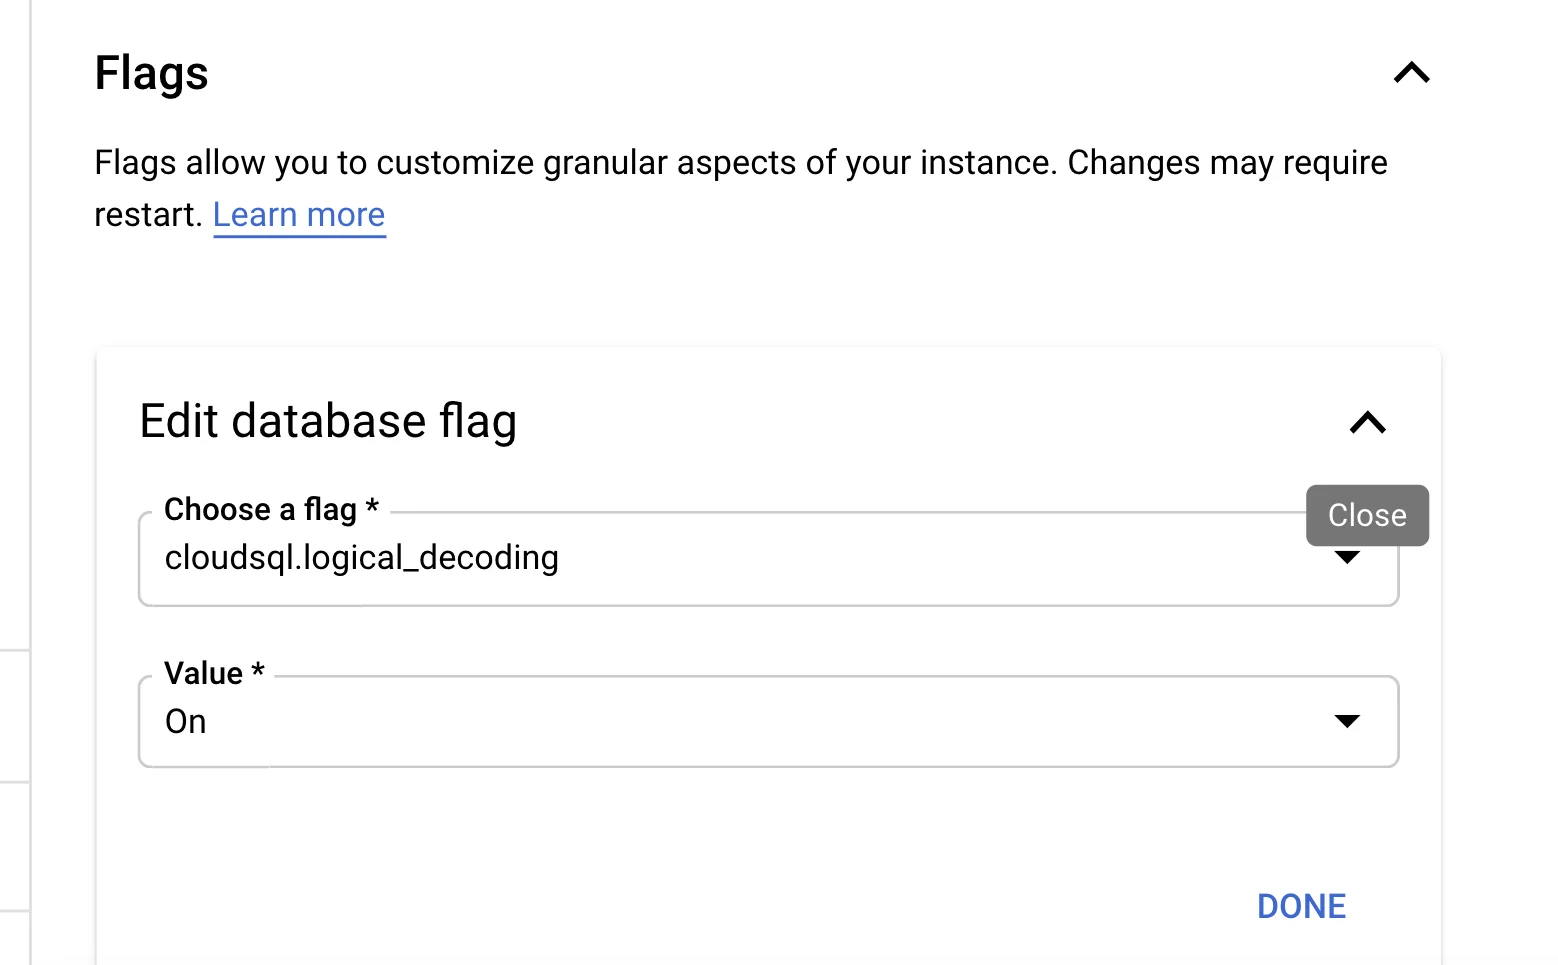 Flags
Flags allow you to customize granular aspects of your instance. Changes may require
restart. Learn more
Edit database flag
Choose a flag *
Close
cloudsql.logical_decoding
Value *
On
DONE